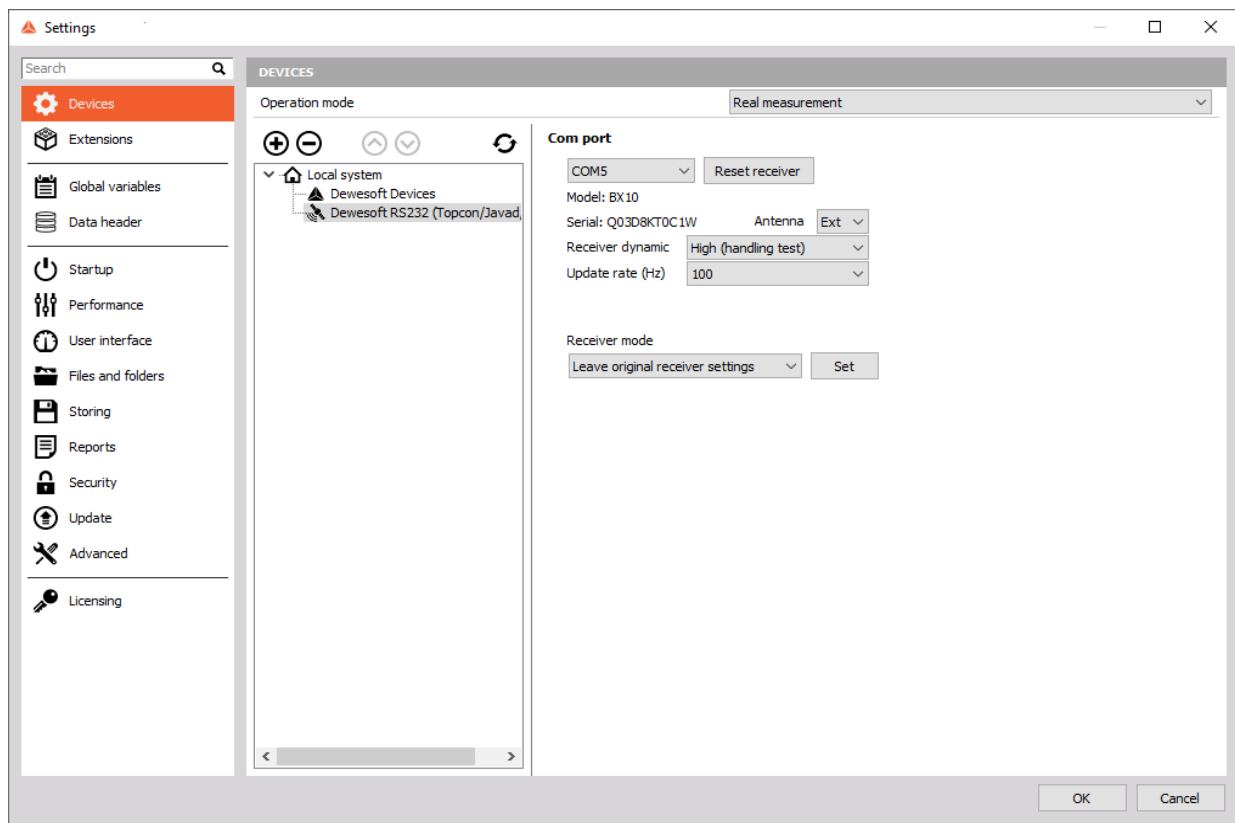 Settings
Search
DEVICES
Devices
Operation mode
Real measurement
Extensions
Global variables
Data header
Startup
Performance
User interface
Files and folders
Storing
Reports
Security
Update
Advanced
Licensing
Local system
Dewesoft Devices
Dewesoft RS232 (Topcon/Javad,
Com port
COM5
Reset receiver
Model: BX10
Serial: Q03D8KT0C1W
Antenna
Ext
Receiver dynamic
High (handling test)
Update rate (Hz)
100
Receiver mode
Leave original receiver settings
Set
OK
Cancel